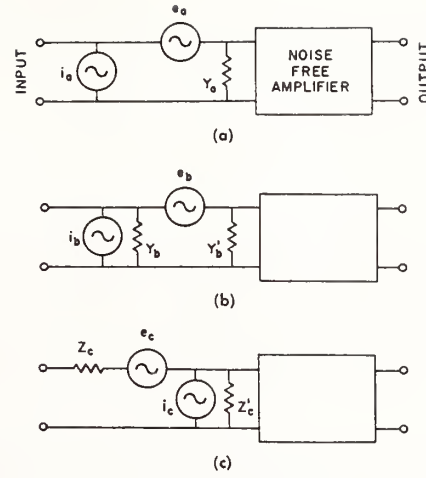 e_a
INPUT
i_a
Y_a
NOISE
FREE
AMPLIFIER
OUTPUT
(a)
e_b
i_b
Y_b
Y'_b
(b)
e_c
Z_c
i_c
Z'_c
(c)